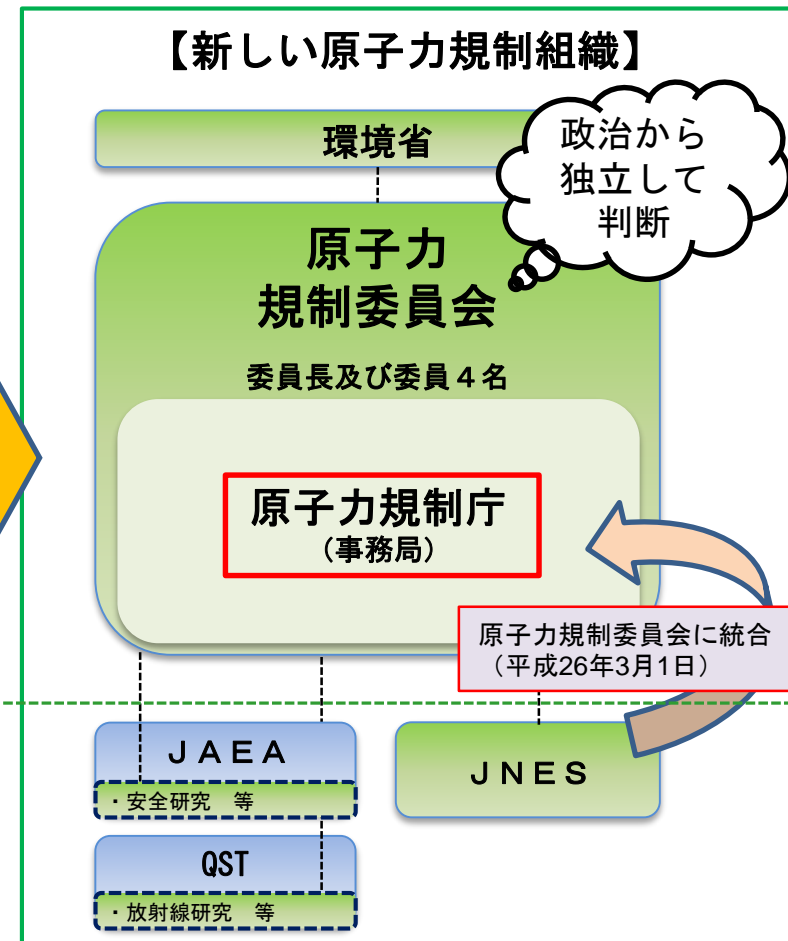 【新しい原子力規制組織】
環境省
政治から
独立して
判断
原子力
規制委員会
委員長及び委員４名
原子力規制庁
（事務局）
原子力規制委員会に統合
（平成26年3月1日）
ＪＡＥＡ
・安全研究　等
ＪＮＥＳ
QST
・放射線研究　等